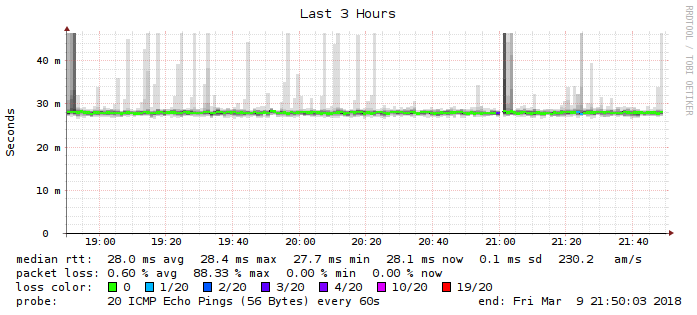 Last 3 Hours
RRDTOOL / TOBI OETIKER
Seconds
40 m
30 m
20 m
10 m
0
19:00 19:20 19:40 20:00 20:20 20:40 21:00 21:20 21:40
median rtt: 28.0 ms avg 28.4 ms max 27.7 ms min 28.1 ms now 0.1 ms sd 230.2 am/s
packet loss: 0.60 % avg 88.33 % max 0.00 % min 0.00 % now
loss color: 0 1/20 2/20 3/20 4/20 10/20 19/20
probe: 20 ICMP Echo Pings (56 Bytes) every 60s end: Fri Mar 9 21:50:03 2018